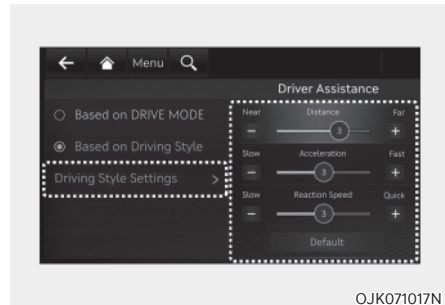 Menu
Driver Assistance
Based on DRIVE MODE
Based on Driving Style
Driving Style Settings >
Near Distance Far
− 3 +
Slow Acceleration Fast
− 3 +
Slow Reaction Speed Quick
− 3 +
Default
OJK071017N